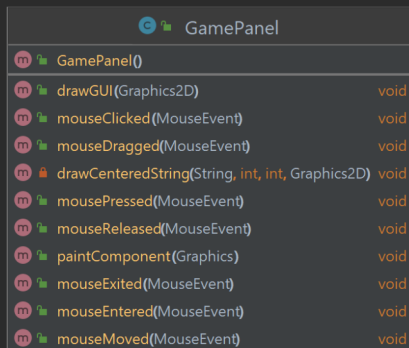 C GamePanel
m GamePanel()
m drawGUI(Graphics2D) void
m mouseClicked(MouseEvent) void
m mouseDragged(MouseEvent) void
m drawCenteredString(String, int, int, Graphics2D) void
m mousePressed(MouseEvent) void
m mouseReleased(MouseEvent) void
m paintComponent(Graphics) void
m mouseExited(MouseEvent) void
m mouseEntered(MouseEvent) void
m mouseMoved(MouseEvent) void